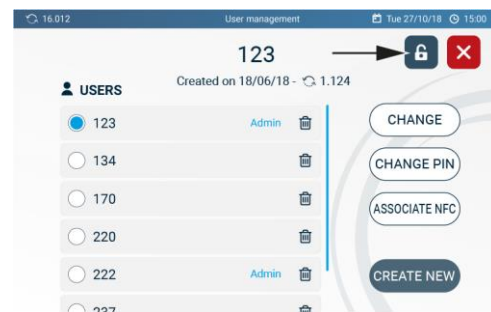 16.012 User management Tue 27/10/18 15:00
123
Created on 18/06/18 - 1.124
USERS
123 Admin
134
170
220
222 Admin
237
CHANGE
CHANGE PIN
ASSOCIATE NFC
CREATE NEW